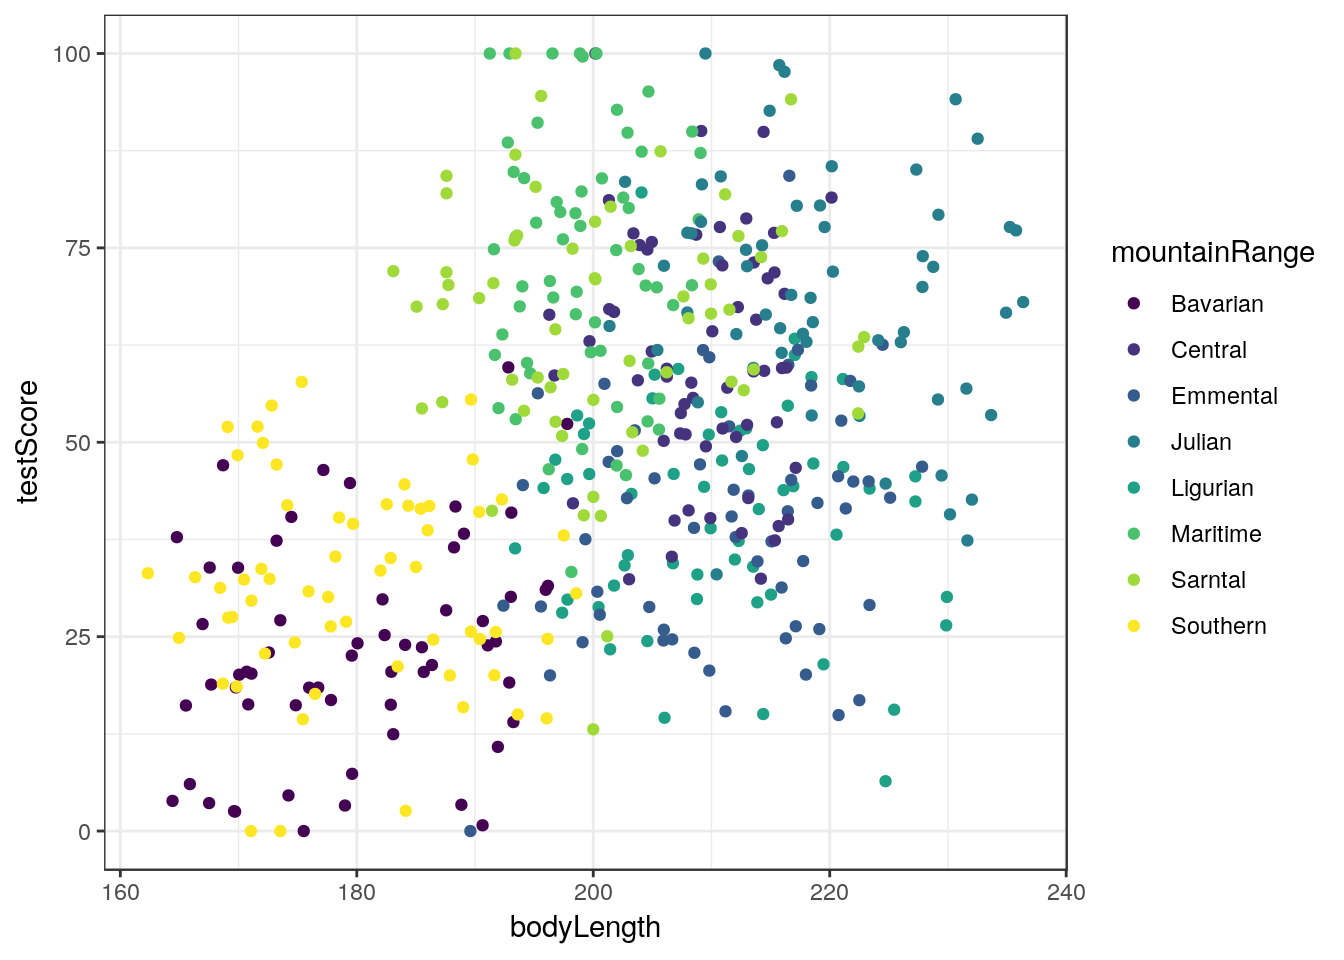 100
75
50
25
0
testScore
160 180 200 220 240
bodyLength
mountainRange
Bavarian
Central
Emmental
Julian
Ligurian
Maritime
Sarntal
Southern